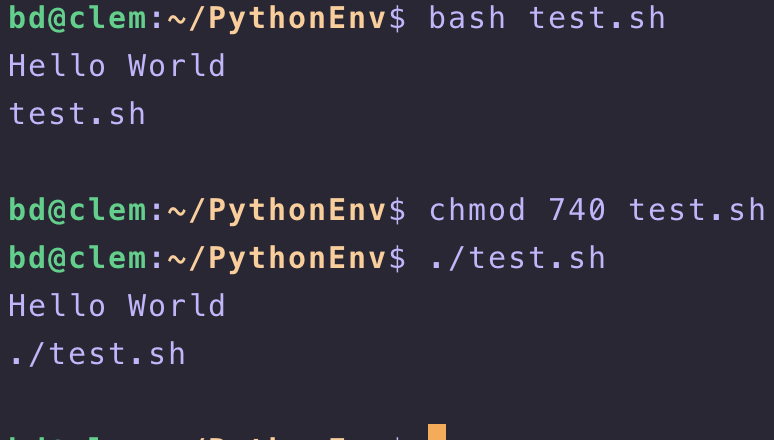 bd@clem:~/PythonEnv$ bash test.sh
Hello World
test.sh
bd@clem:~/PythonEnv$ chmod 740 test.sh
bd@clem:~/PythonEnv$ ./test.sh
Hello World
./test.sh